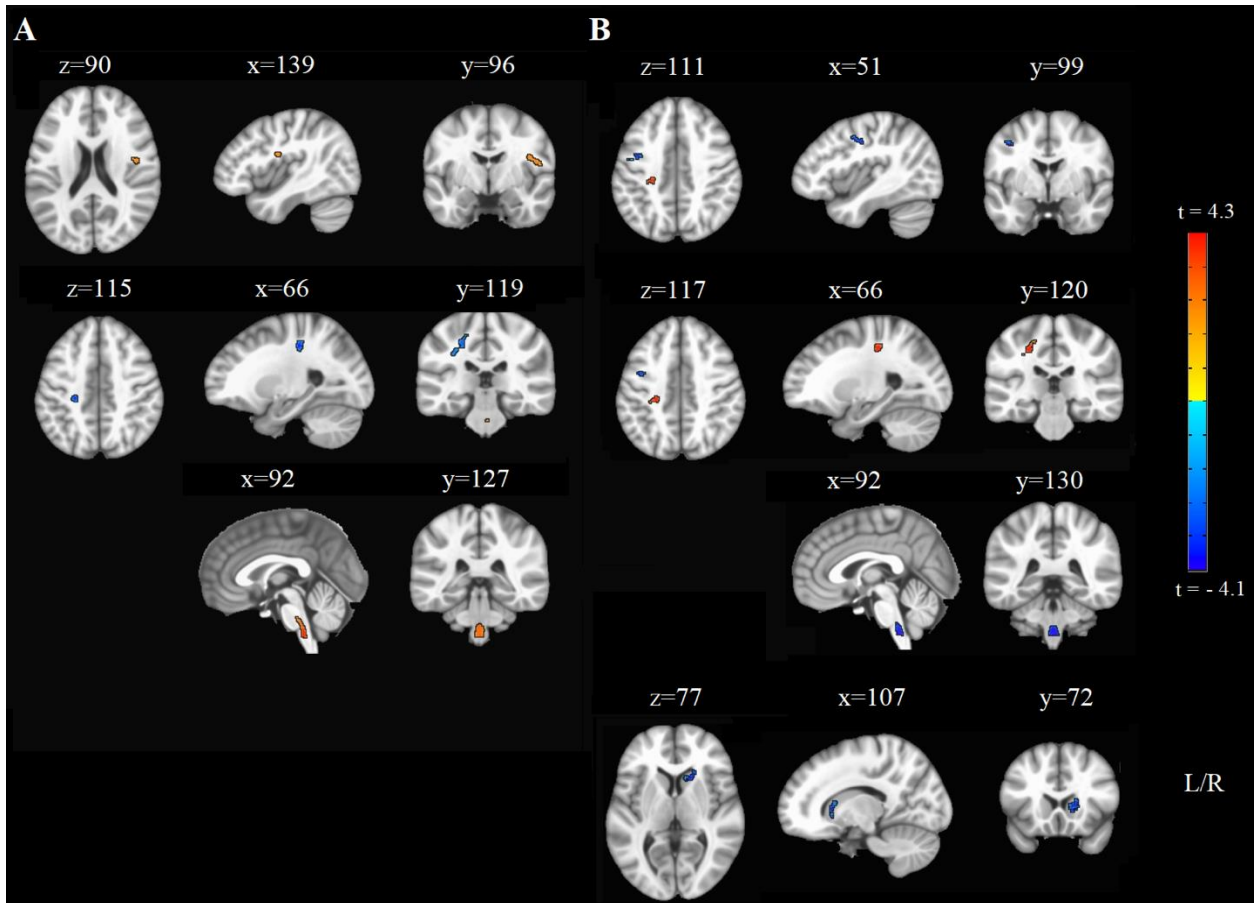 A
B
z=90 x=139 y=96
z=111 x=51 y=99
z=115 x=66 y=119
z=117 x=66 y=120
x=92 y=127
x=92 y=130
z=77 x=107 y=72
t = 4.3
t = - 4.1
L/R